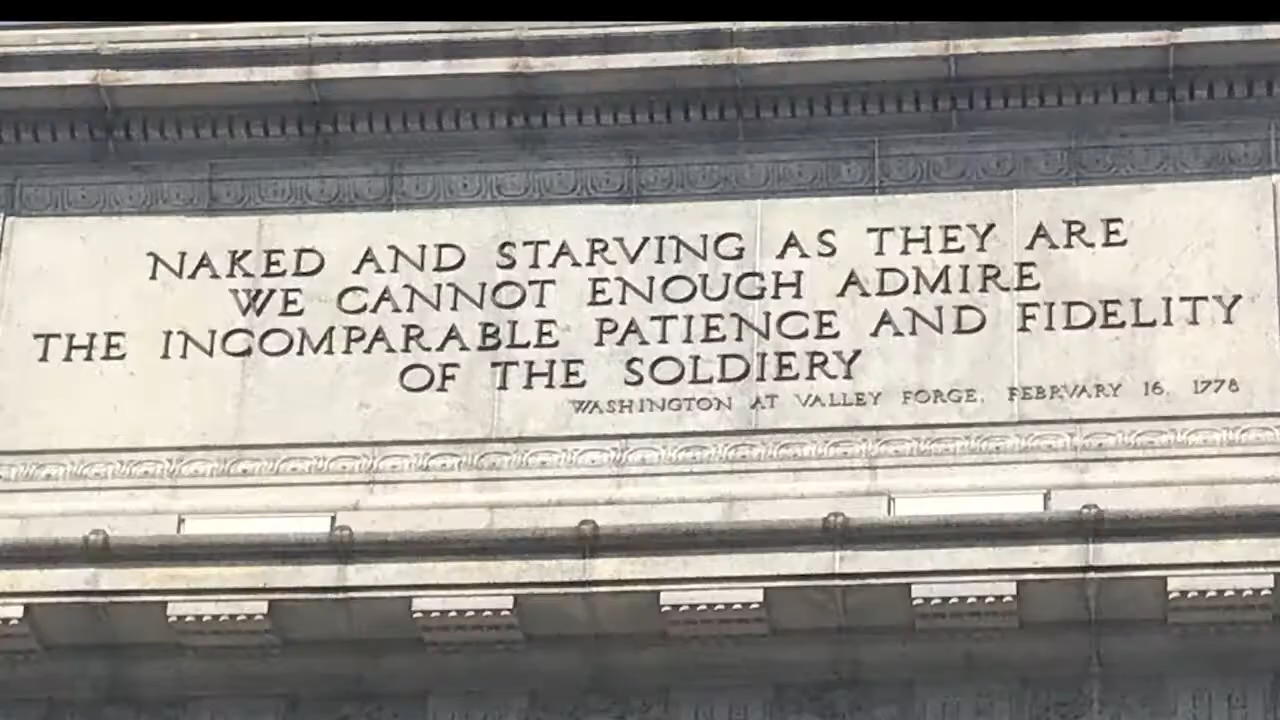 NAKED AND STARVING AS THEY ARE
WE CANNOT ENOUGH ADMIRE
THE INCOMPARABLE PATIENCE AND FIDELITY
OF THE SOLDIERY
WASHINGTON AT VALLEY FORGE, FEBRVARY 16, 1778